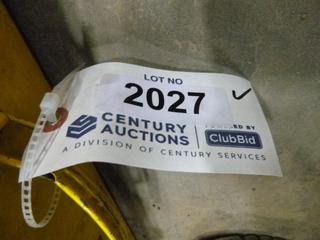 LOT NO
2027
CENTURY
AUCTIONS
POWERED BY
ClubBid
A DIVISION OF CENTURY SERVICES